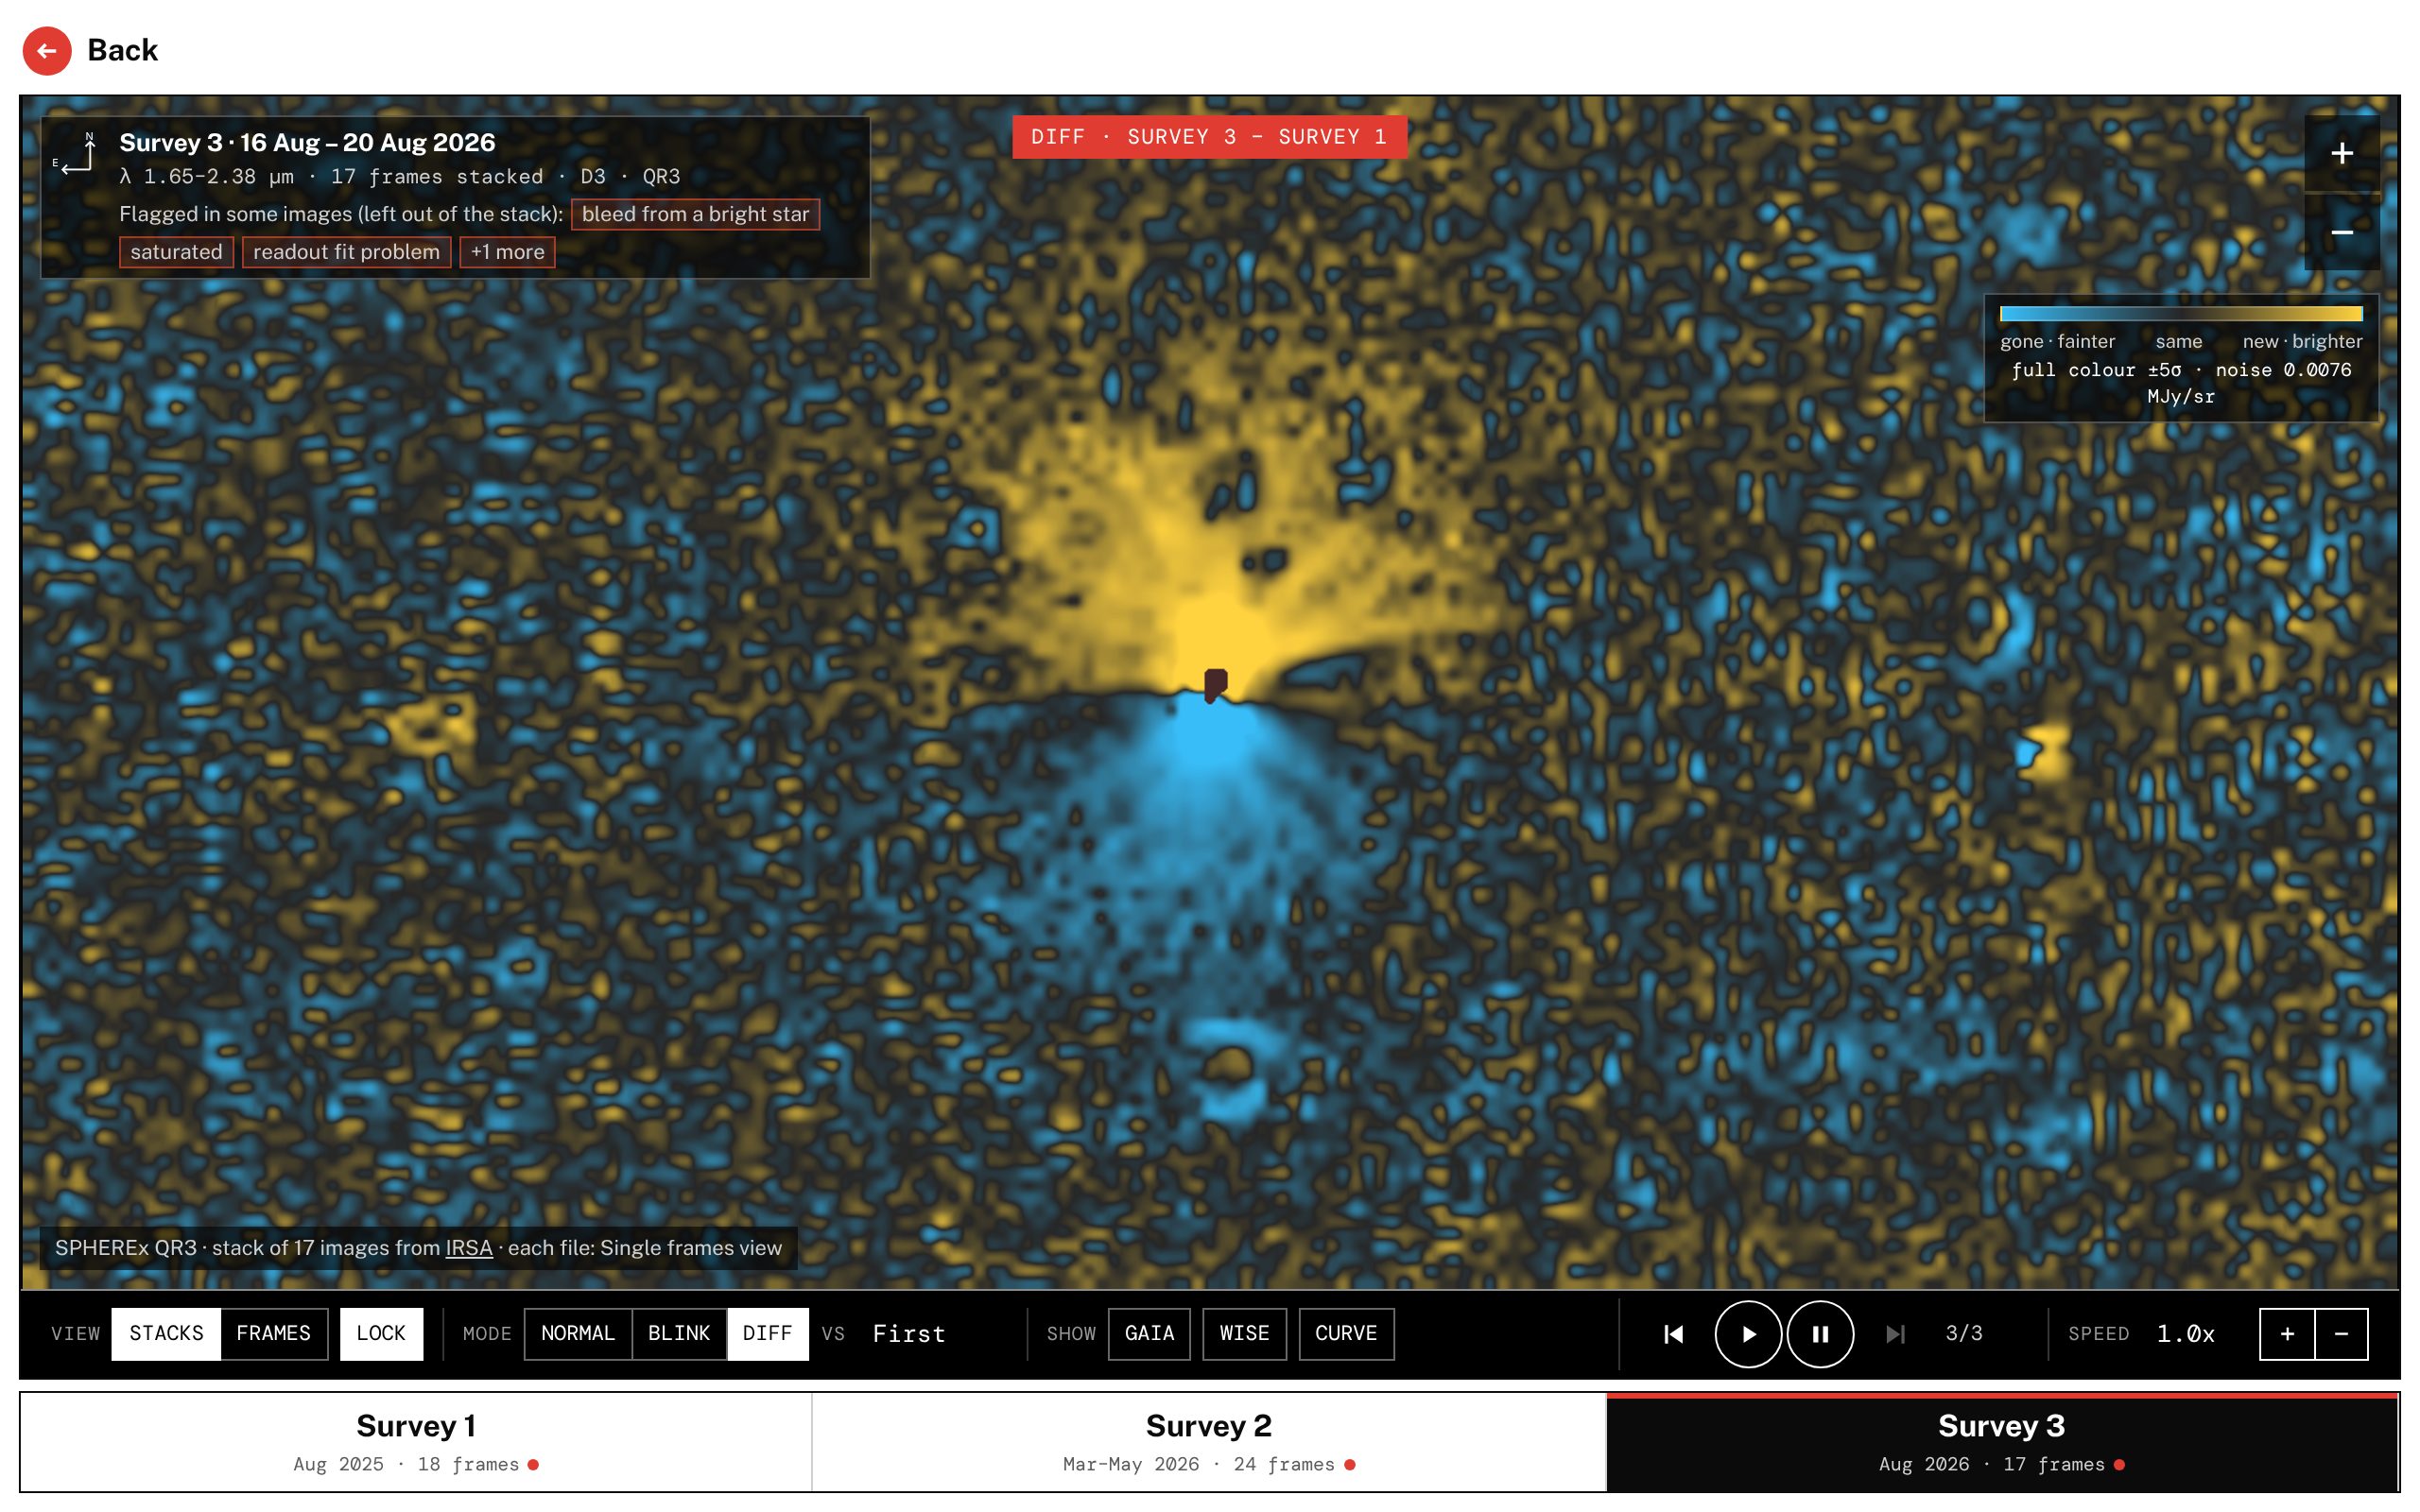 Back
N
E
Survey 3 · 16 Aug – 20 Aug 2026
λ 1.65–2.38 µm · 17 frames stacked · D3 · QR3
Flagged in some images (left out of the stack): bleed from a bright star
saturated readout fit problem +1 more
DIFF · SURVEY 3 − SURVEY 1
+
−
gone · fainter same new · brighter
full colour ±5σ · noise 0.0076
MJy/sr
SPHEREx QR3 · stack of 17 images from IRSA · each file: Single frames view
VIEW STACKS FRAMES LOCK MODE NORMAL BLINK DIFF VS First SHOW GAIA WISE CURVE 3/3 SPEED 1.0x + −
Survey 1
Aug 2025 · 18 frames
Survey 2
Mar–May 2026 · 24 frames
Survey 3
Aug 2026 · 17 frames